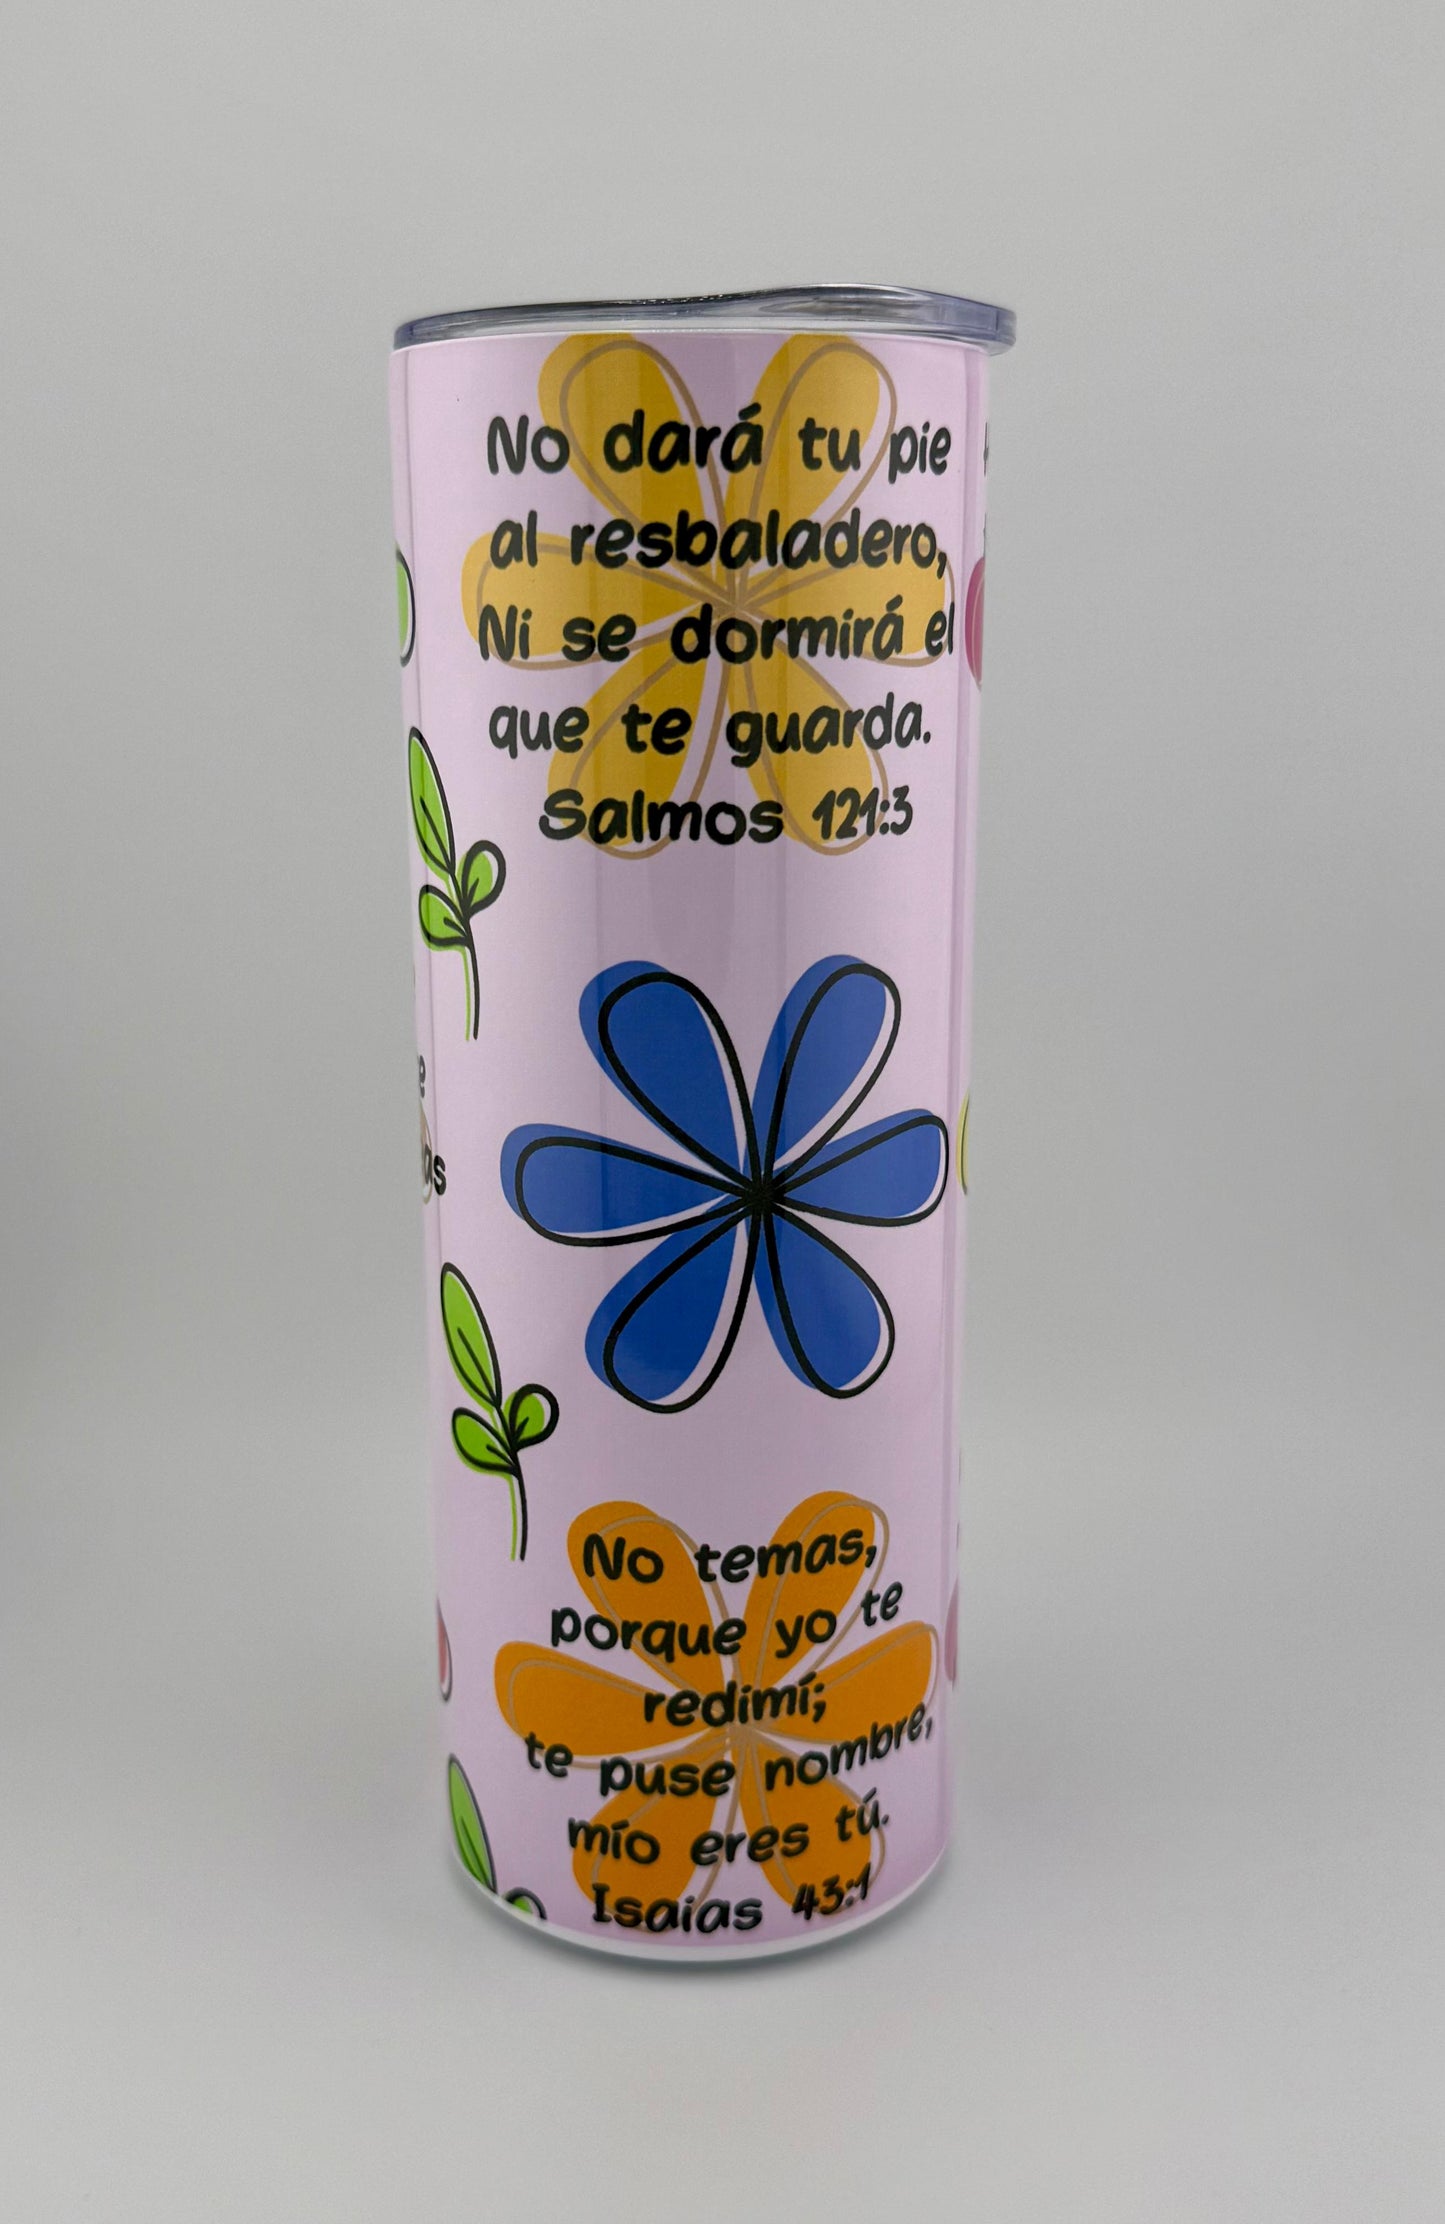 No dará tu pie
al resbaladero,
Ni se dormirá el
que te guarda.
Salmos 121:3
No temas,
porque yo te
redimí;
te puse nombre,
mío eres tú.
Isaias 43:1